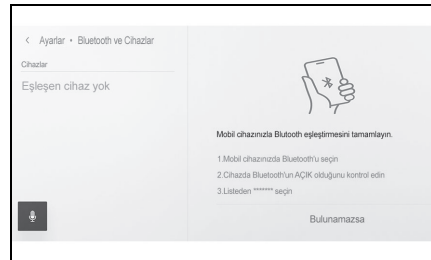 < Ayarlar • Bluetooth ve Cihazlar
Cihazlar
Eşleşen cihaz yok
Mobil cihazınızla Blutooth eşleştirmesini tamamlayın.
1.Mobil cihazınızda Bluetooth'u seçin
2.Cihazda Bluetooth'un AÇIK olduğunu kontrol edin
3.Listeden ******* seçin
Bulunamazsa